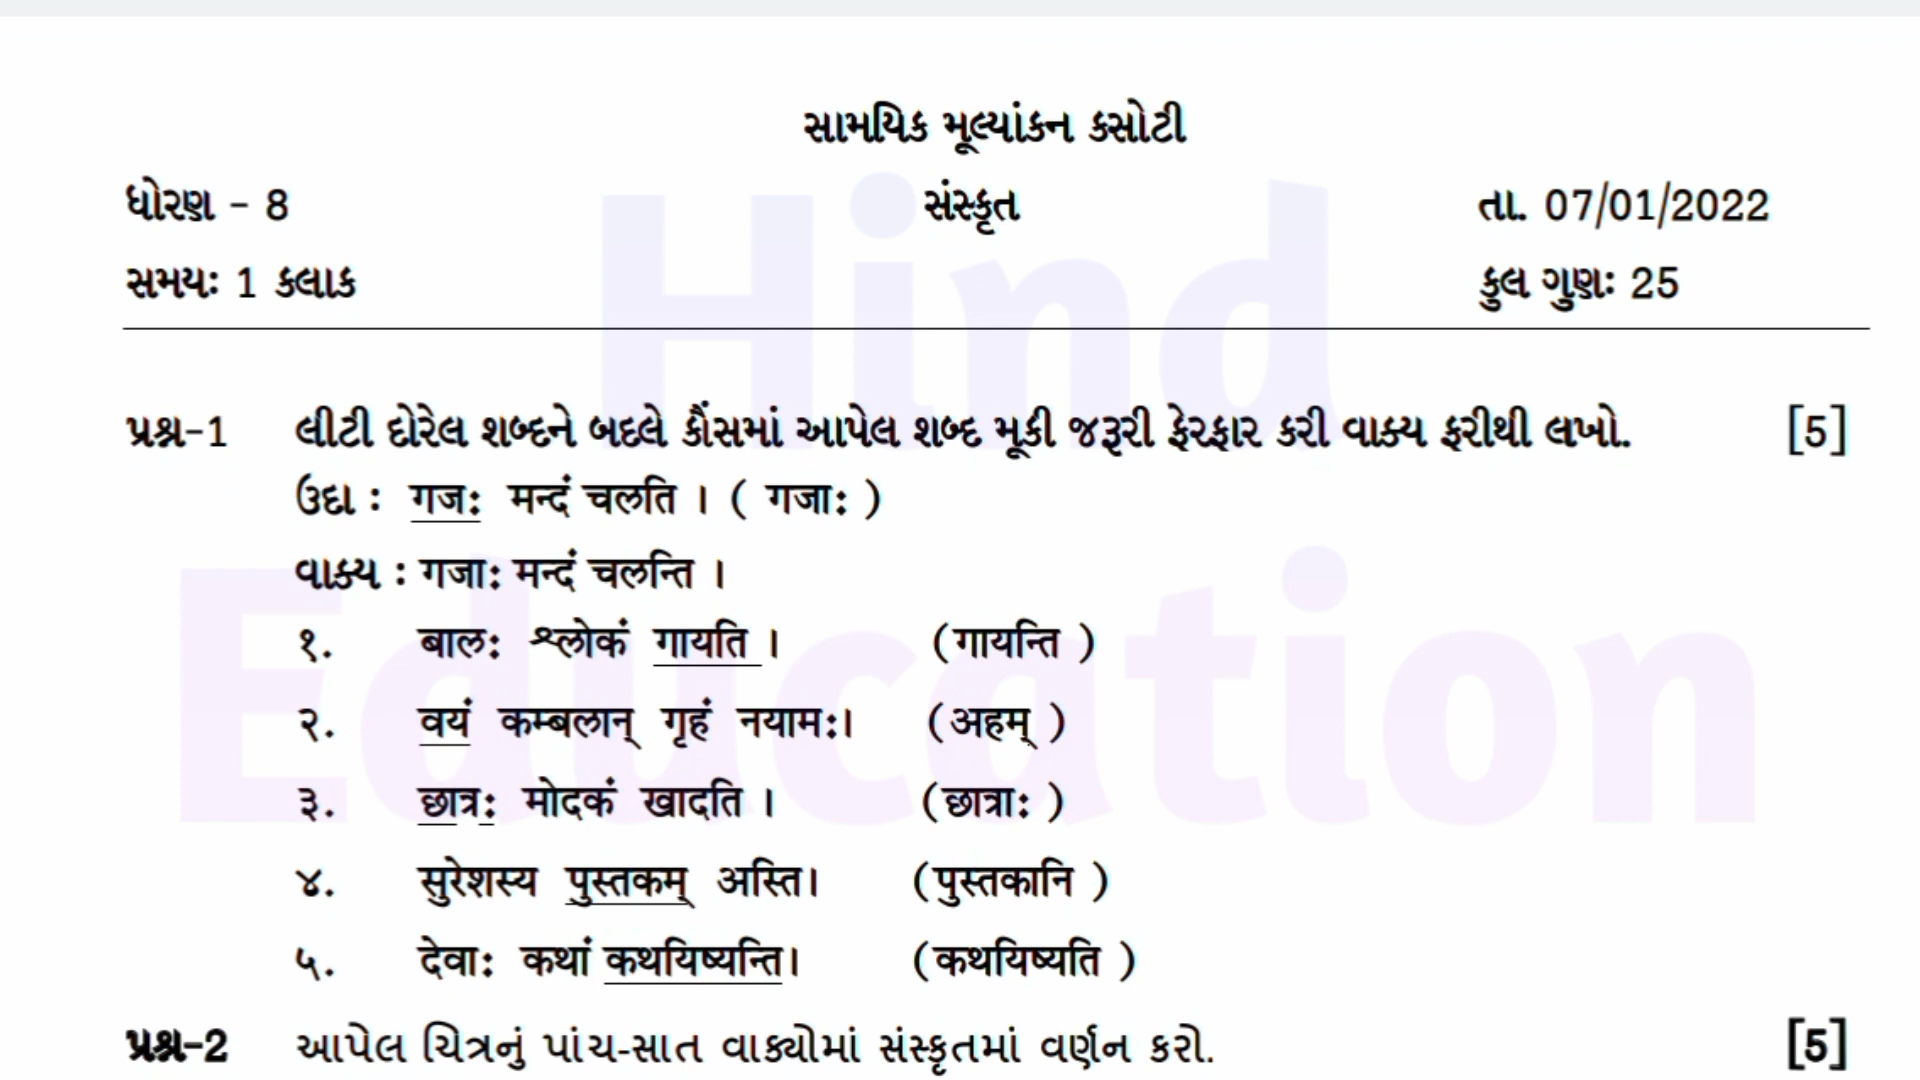 સામયિક મૂલ્યાંકન કસોટી
ધોરણ - 8 સંસ્કૃત તા. 07/01/2022
સમયઃ 1 કલાક કુલ ગુણઃ 25
પ્રશ્ન-1 લીટી દોરેલ શબ્દને બદલે કૌંસમાં આપેલ શબ્દ મૂકી જરૂરી ફેરફાર કરી વાક્ય ફરીથી લખો. [5]
ઉદા : गजः मन्दं चलति । ( गजाः )
વાક્ય : गजाः मन्दं चलन्ति ।
१. बालः श्लोकं गायति । (गायन्ति )
२. वयं कम्बलान् गृहं नयामः। (अहम् )
३. छात्रः मोदकं खादति । (छात्राः )
४. सुरेशस्य पुस्तकम् अस्ति। (पुस्तकानि )
५. देवाः कथां कथयिष्यन्ति। (कथयिष्यति )
પ્રશ્ન-2 આપેલ ચિત્રનું પાંચ-સાત વાક્યોમાં સંસ્કૃતમાં વર્ણન કરો. [5]
Hind
Education